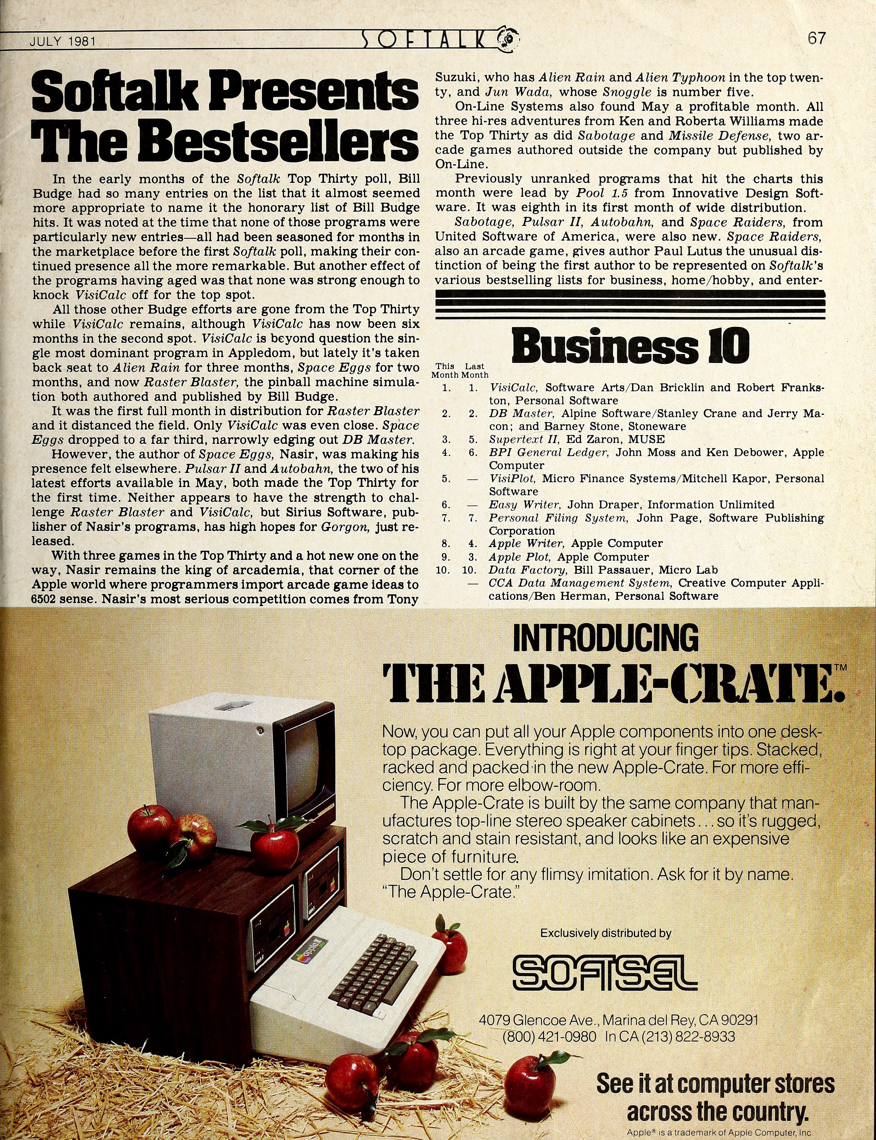 JULY 1981
SOFTALK
67
Softalk Presents
The Bestsellers
In the early months of the Softalk Top Thirty poll, Bill
Budge had so many entries on the list that it almost seemed
more appropriate to name it the honorary list of Bill Budge
hits. It was noted at the time that none of those programs were
particularly new entries—all had been seasoned for months in
the marketplace before the first Softalk poll, making their con-
tinued presence all the more remarkable. But another effect of
the programs having aged was that none was strong enough to
knock VisiCalc off for the top spot.
All those other Budge efforts are gone from the Top Thirty
while VisiCalc remains, although VisiCalc has now been six
months in the second spot. VisiCalc is beyond question the sin-
gle most dominant program in Appledom, but lately it's taken
back seat to Alien Rain for three months, Space Eggs for two
months, and now Raster Blaster, the pinball machine simula-
tion both authored and published by Bill Budge.
It was the first full month in distribution for Raster Blaster
and it distanced the field. Only VisiCalc was even close. Space
Eggs dropped to a far third, narrowly edging out DB Master.
However, the author of Space Eggs, Nasir, was making his
presence felt elsewhere. Pulsar II and Autobahn, the two of his
latest efforts available in May, both made the Top Thirty for
the first time. Neither appears to have the strength to chal-
lenge Raster Blaster and VisiCalc, but Sirius Software, pub-
lisher of Nasir's programs, has high hopes for Gorgon, just re-
leased.
With three games in the Top Thirty and a hot new one on the
way, Nasir remains the king of arcademia, that corner of the
Apple world where programmers import arcade game ideas to
6502 sense. Nasir's most serious competition comes from Tony
Suzuki, who has Alien Rain and Alien Typhoon in the top twen-
ty, and Jun Wada, whose Snoggle is number five.
On-Line Systems also found May a profitable month. All
three hi-res adventures from Ken and Roberta Williams made
the Top Thirty as did Sabotage and Missile Defense, two ar-
cade games authored outside the company but published by
On-Line.
Previously unranked programs that hit the charts this
month were lead by Pool 1.5 from Innovative Design Soft-
ware. It was eighth in its first month of wide distribution.
Sabotage, Pulsar II, Autobahn, and Space Raiders, from
United Software of America, were also new. Space Raiders,
also an arcade game, gives author Paul Lutus the unusual dis-
tinction of being the first author to be represented on Softalk's
various bestselling lists for business, home/hobby, and enter-
Business 10
This Last
Month Month
1. 1. VisiCalc, Software Arts/Dan Bricklin and Robert Franks-
ton, Personal Software
2. 2. DB Master, Alpine Software/Stanley Crane and Jerry Ma-
con; and Barney Stone, Stoneware
3. 5. Supertext II, Ed Zaron, MUSE
4. 6. BPI General Ledger, John Moss and Ken Debower, Apple
Computer
5. — VisiPlot, Micro Finance Systems/Mitchell Kapor, Personal
Software
6. — Easy Writer, John Draper, Information Unlimited
7. 7. Personal Filing System, John Page, Software Publishing
Corporation
8. 4. Apple Writer, Apple Computer
9. 3. Apple Plot, Apple Computer
10. 10. Data Factory, Bill Passauer, Micro Lab
— CCA Data Management System, Creative Computer Appli-
cations/Ben Herman, Personal Software
INTRODUCING
THE APPLE-CRATE.™
Now, you can put all your Apple components into one desk-
top package. Everything is right at your finger tips. Stacked,
racked and packed in the new Apple-Crate. For more effi-
ciency. For more elbow-room.
The Apple-Crate is built by the same company that man-
ufactures top-line stereo speaker cabinets...so it's rugged,
scratch and stain resistant, and looks like an expensive
piece of furniture.
Don't settle for any flimsy imitation. Ask for it by name.
"The Apple-Crate."
Exclusively distributed by
SOFTSEL
4079 Glencoe Ave., Marina del Rey, CA 90291
(800) 421-0980 In CA (213) 822-8933
See it at computer stores
across the country.
Apple® is a trademark of Apple Computer, Inc.
apple II